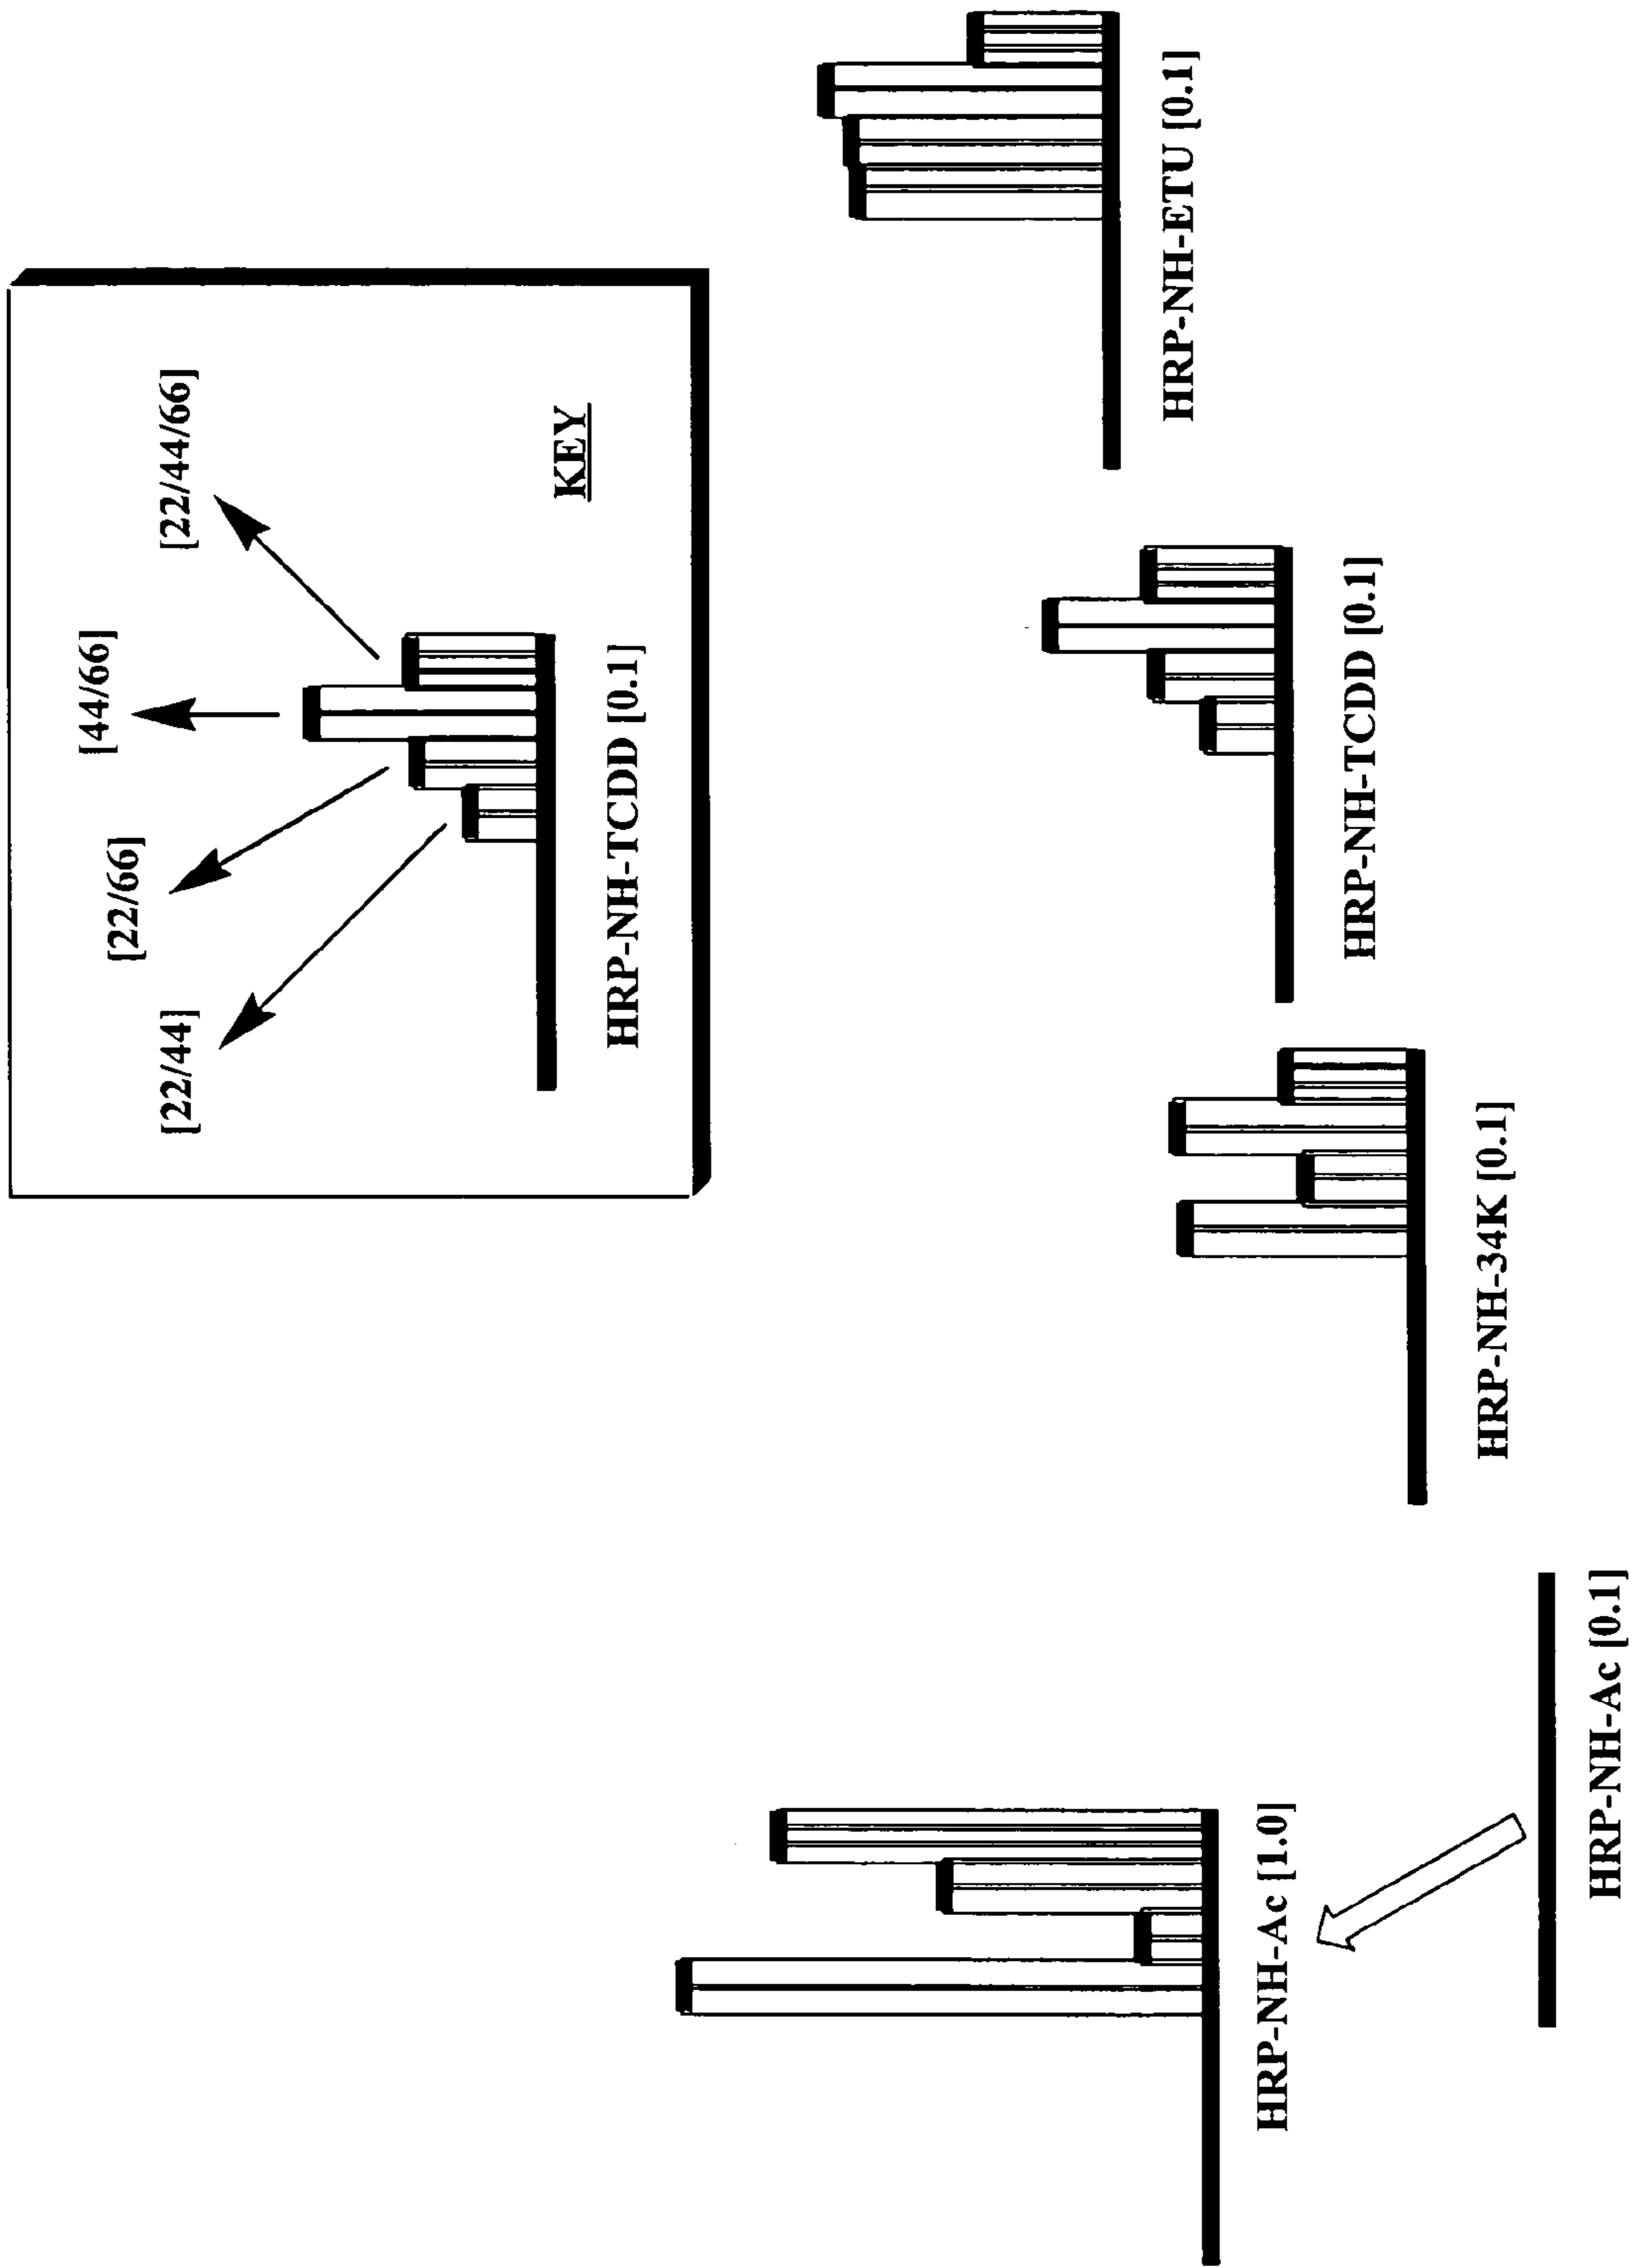 [22/44]
[22/66]
[44/66]
[22/44/66]
KEY
HRP-NH-TCDD [0.1]
HRP-NH-Ac [1.0]
HRP-NH-Ac [0.1]
HRP-NH-34K [0.1]
HRP-NH-TCDD [0.1]
HRP-NH-ETU [0.1]